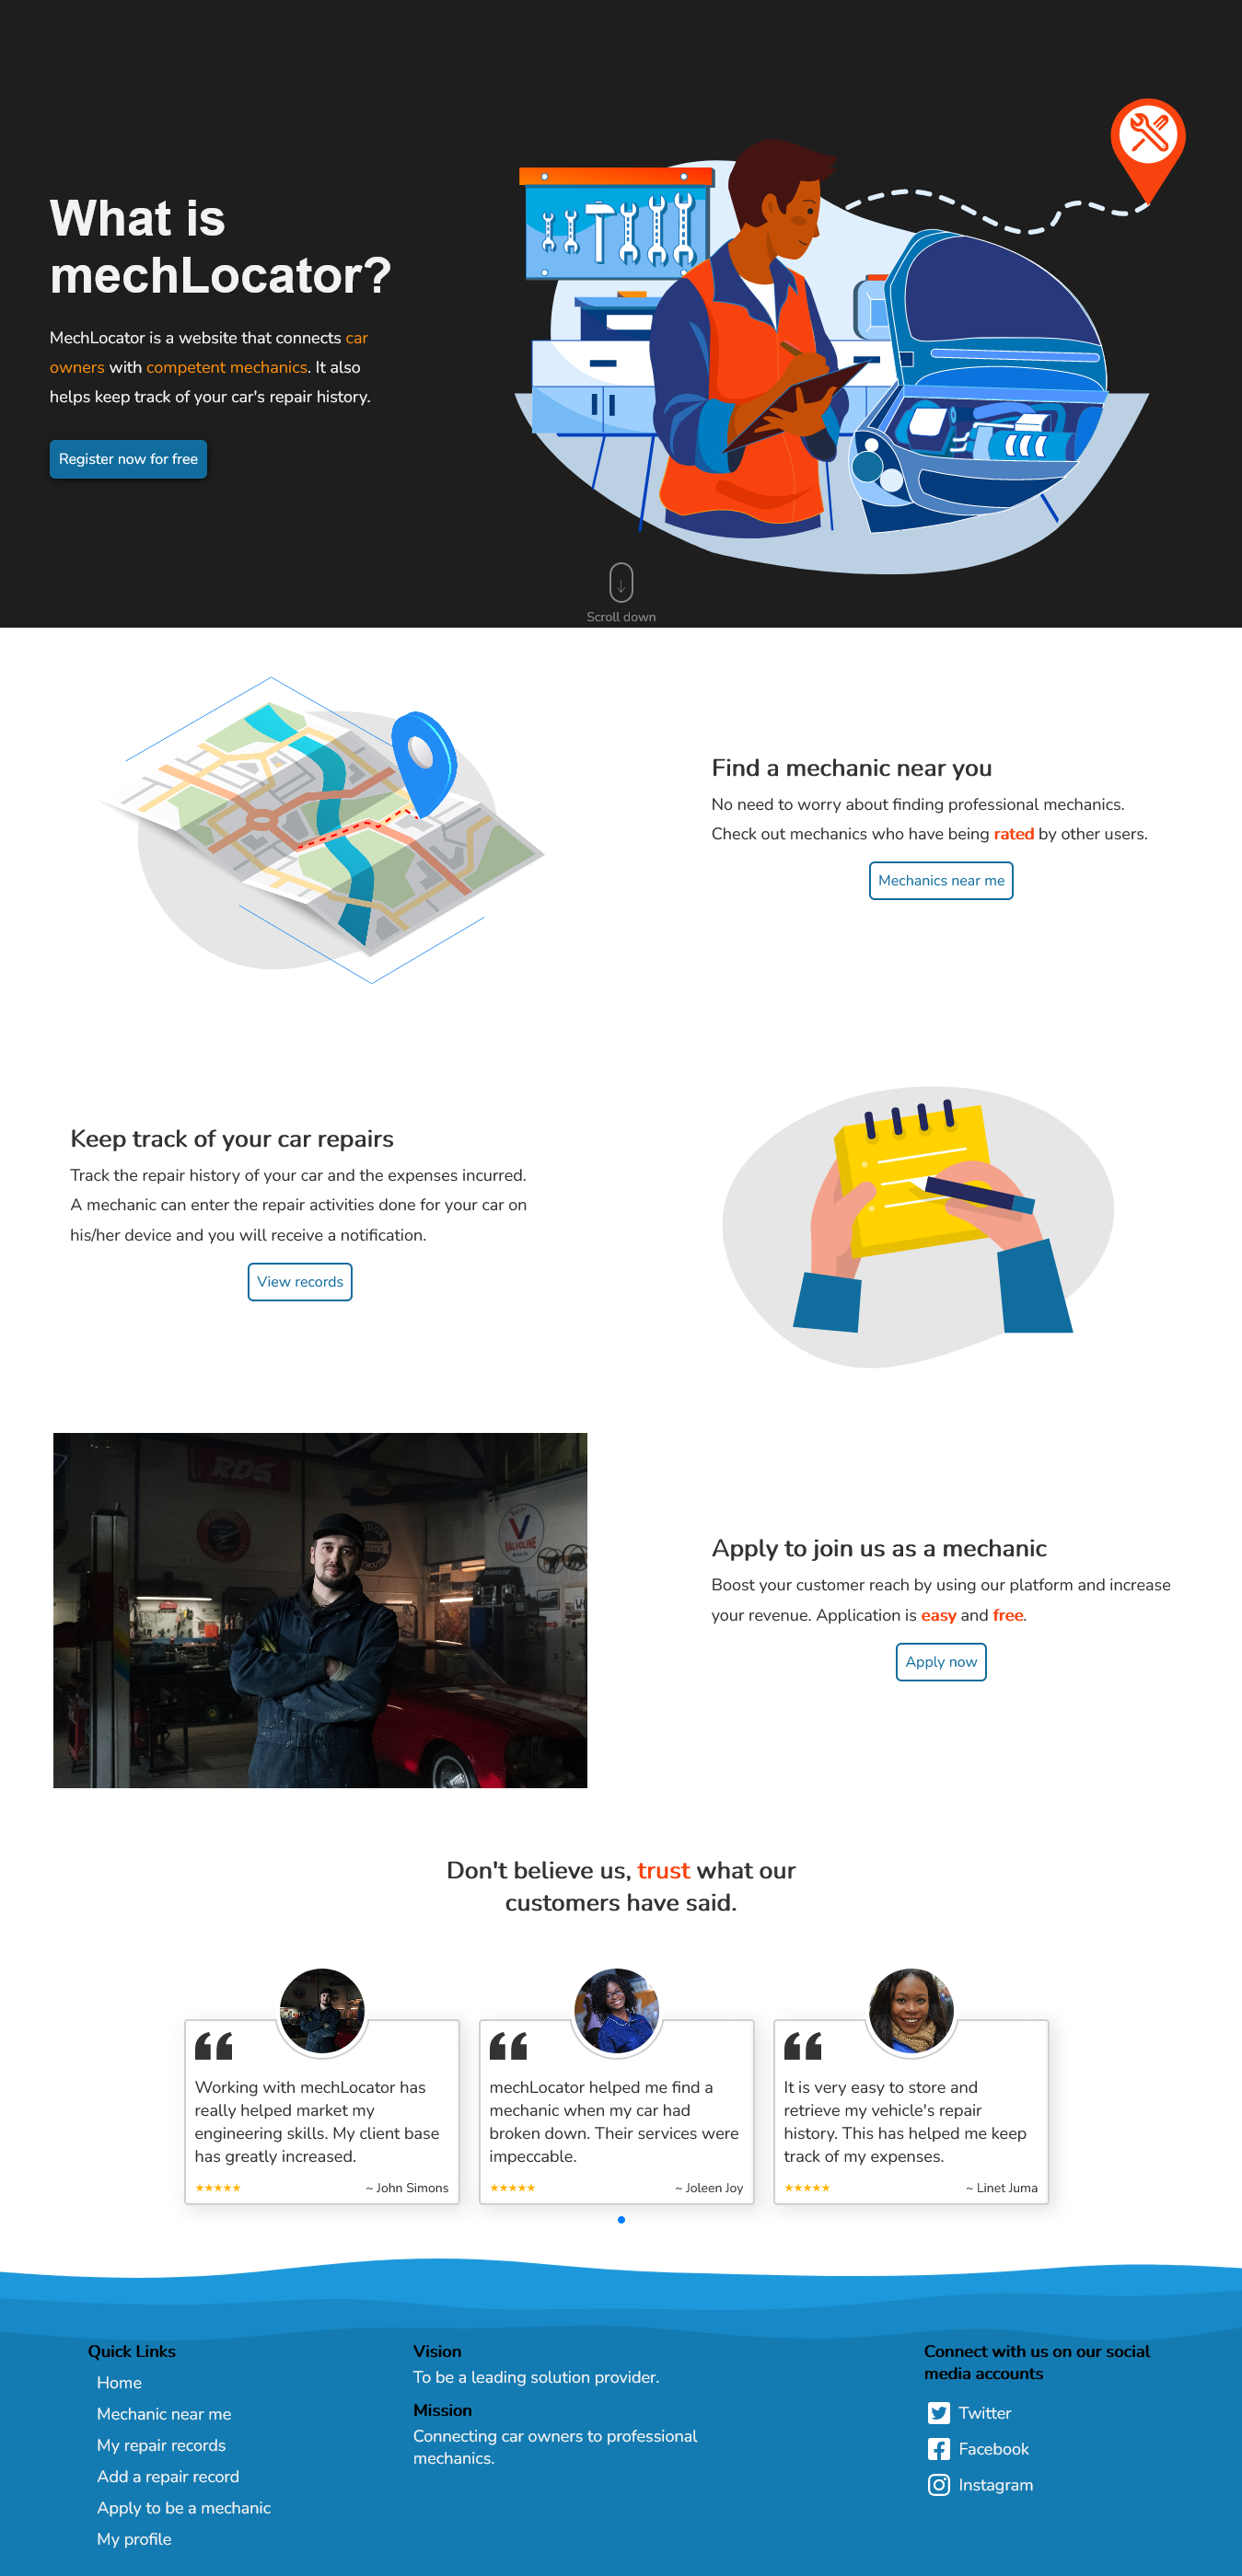 What is
mechLocator?
MechLocator is a website that connects car
owners with competent mechanics. It also
helps keep track of your car's repair history.
Register now for free
Scroll down
Find a mechanic near you
No need to worry about finding professional mechanics.
Check out mechanics who have being rated by other users.
Mechanics near me
Keep track of your car repairs
Track the repair history of your car and the expenses incurred.
A mechanic can enter the repair activities done for your car on
his/her device and you will receive a notification.
View records
RDS
V
VALVOLINE
Apply to join us as a mechanic
Boost your customer reach by using our platform and increase
your revenue. Application is easy and free.
Apply now
Don't believe us, trust what our
customers have said.
Working with mechLocator has
really helped market my
engineering skills. My client base
has greatly increased.
~ John Simons
mechLocator helped me find a
mechanic when my car had
broken down. Their services were
impeccable.
~ Joleen Joy
It is very easy to store and
retrieve my vehicle's repair
history. This has helped me keep
track of my expenses.
~ Linet Juma
Quick Links
Home
Mechanic near me
My repair records
Add a repair record
Apply to be a mechanic
My profile
Vision
To be a leading solution provider.
Mission
Connecting car owners to professional
mechanics.
Connect with us on our social
media accounts
Twitter
Facebook
Instagram